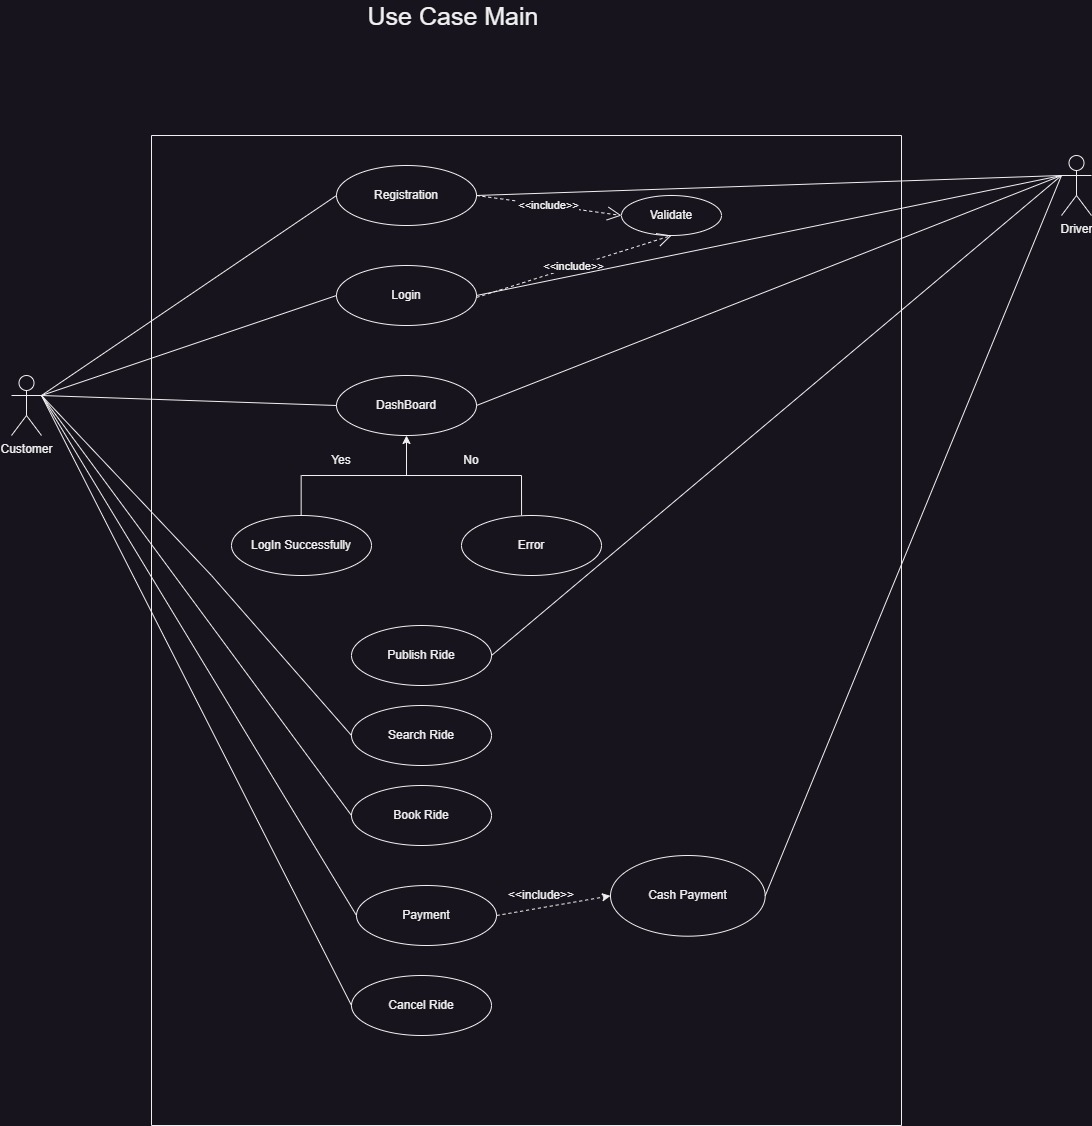 Use Case Main
Registration
<<include>>
Validate
Driver
<<include>>
Login
DashBoard
Customer
Yes
No
LogIn Successfully
Error
Publish Ride
Search Ride
Book Ride
<<include>>
Cash Payment
Payment
Cancel Ride